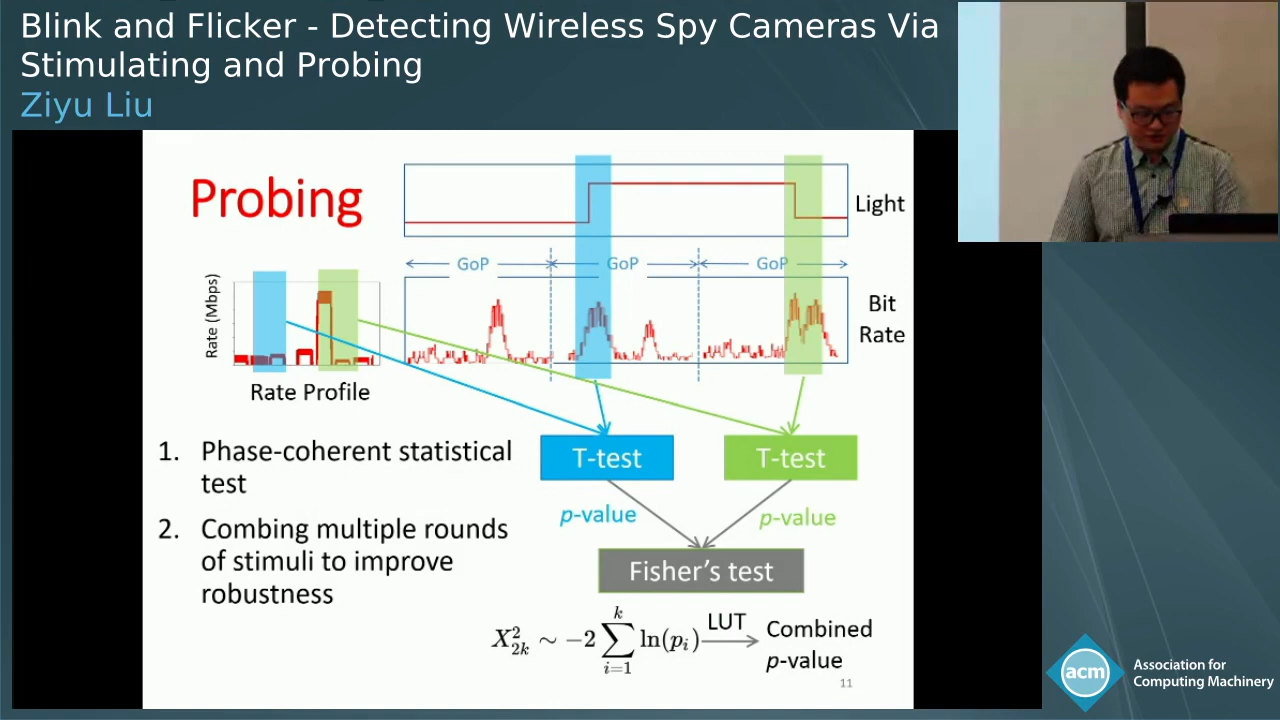 Blink and Flicker - Detecting Wireless Spy Cameras Via
Stimulating and Probing
Ziyu Liu
Probing
Light
GoP
GoP
GoP
Rate (Mbps)
Bit
Rate
Rate Profile
1. Phase-coherent statistical
test
2. Combing multiple rounds
of stimuli to improve
robustness
T-test
T-test
p-value
p-value
Fisher's test
X²₂ₖ ∼ −2 ∑ᵢ₌₁ᵏ ln(pᵢ)
LUT
Combined
p-value
11
acm
Association for
Computing Machinery